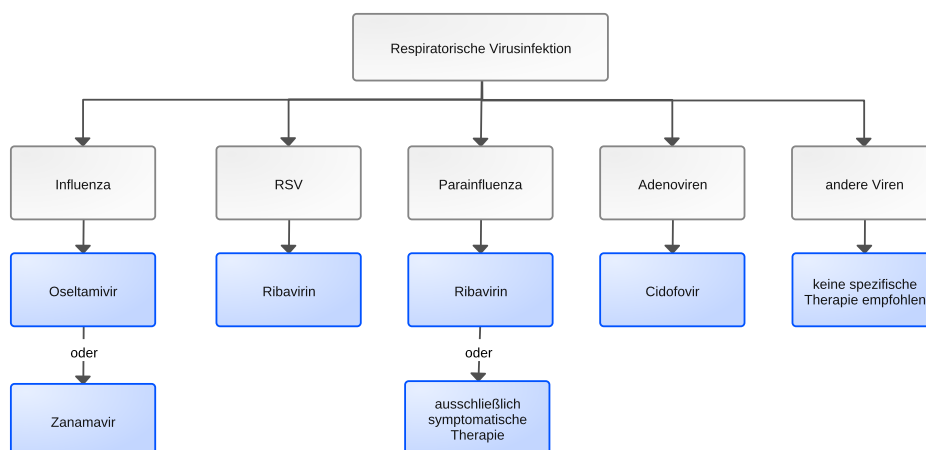 Respiratorische Virusinfektion
Influenza
RSV
Parainfluenza
Adenoviren
andere Viren
Oseltamivir
Ribavirin
Ribavirin
Cidofovir
keine spezifische
Therapie empfohlen
oder
oder
Zanamavir
ausschließlich
symptomatische
Therapie